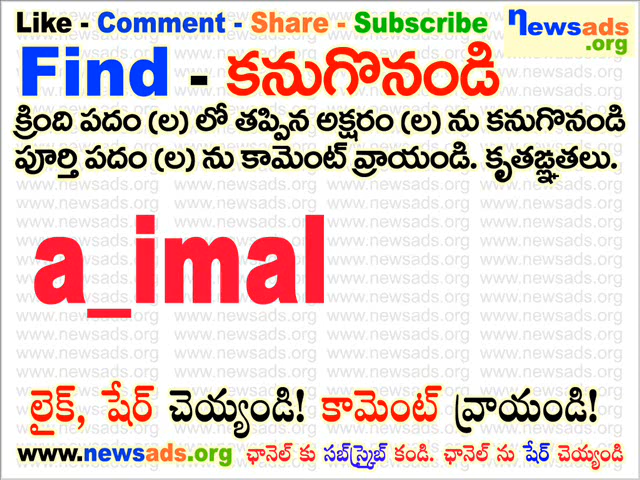 Like - Comment - Share - Subscribe
newsads
.org
Find - కనుగొనండి
క్రింది పదం (ల) లో తప్పిన అక్షరం (ల) ను కనుగొనండి
పూర్తి పదం (ల) ను కామెంట్ వ్రాయండి. కృతఙ్ఞతలు.
a_imal
లైక్, షేర్ చెయ్యండి! కామెంట్ వ్రాయండి!
www.newsads.org ఛానెల్ కు సబ్‌స్క్రైబ్ కండి. ఛానెల్ ను షేర్ చెయ్యండి